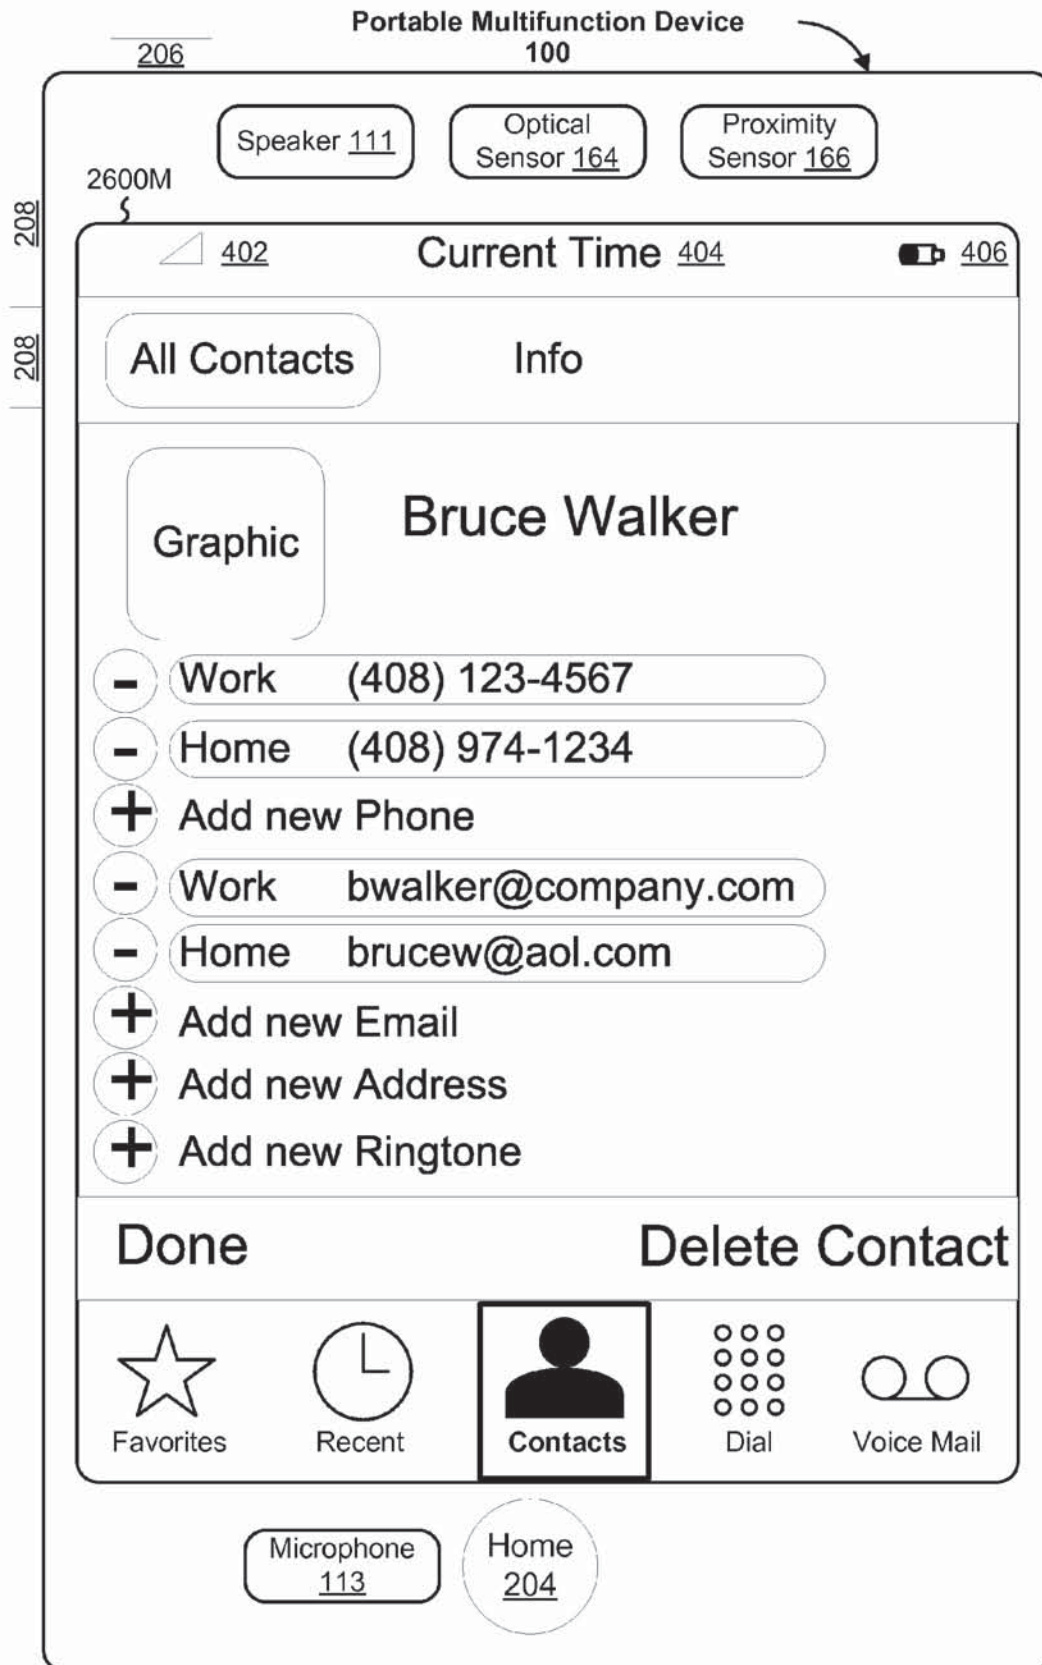 Portable Multifunction Device
100
206
Speaker 111
Optical
Sensor 164
Proximity
Sensor 166
2600M
208
208
402
Current Time 404
406
All Contacts
Info
Graphic
Bruce Walker
- Work (408) 123-4567
- Home (408) 974-1234
+ Add new Phone
- Work bwalker@company.com
- Home brucew@aol.com
+ Add new Email
+ Add new Address
+ Add new Ringtone
Done
Delete Contact
Favorites
Recent
Contacts
Dial
Voice Mail
Microphone
113
Home
204